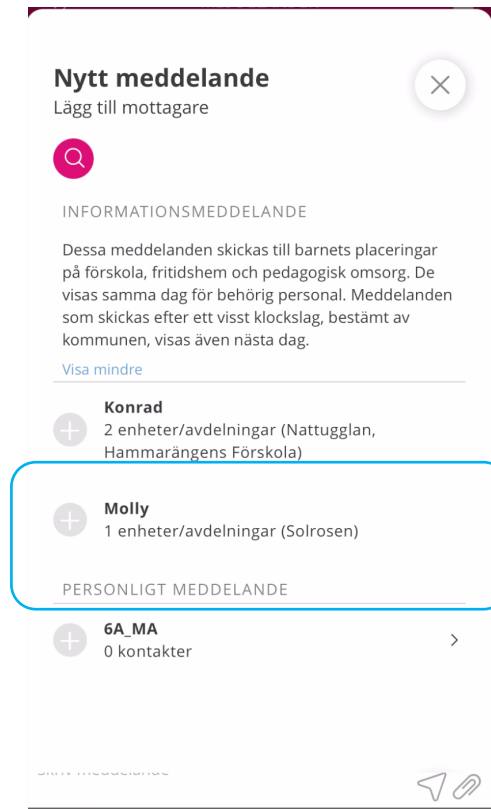 Nytt meddelande
Lägg till mottagare
INFORMATIONSMEDDELANDE
Dessa meddelanden skickas till barnets placeringar
på förskola, fritidshem och pedagogisk omsorg. De
visas samma dag för behörig personal. Meddelanden
som skickas efter ett visst klockslag, bestämt av
kommunen, visas även nästa dag.
Visa mindre
Konrad
2 enheter/avdelningar (Nattugglan,
Hammarängens Förskola)
Molly
1 enheter/avdelningar (Solrosen)
PERSONLIGT MEDDELANDE
6A_MA
0 kontakter
Skriv meddelande